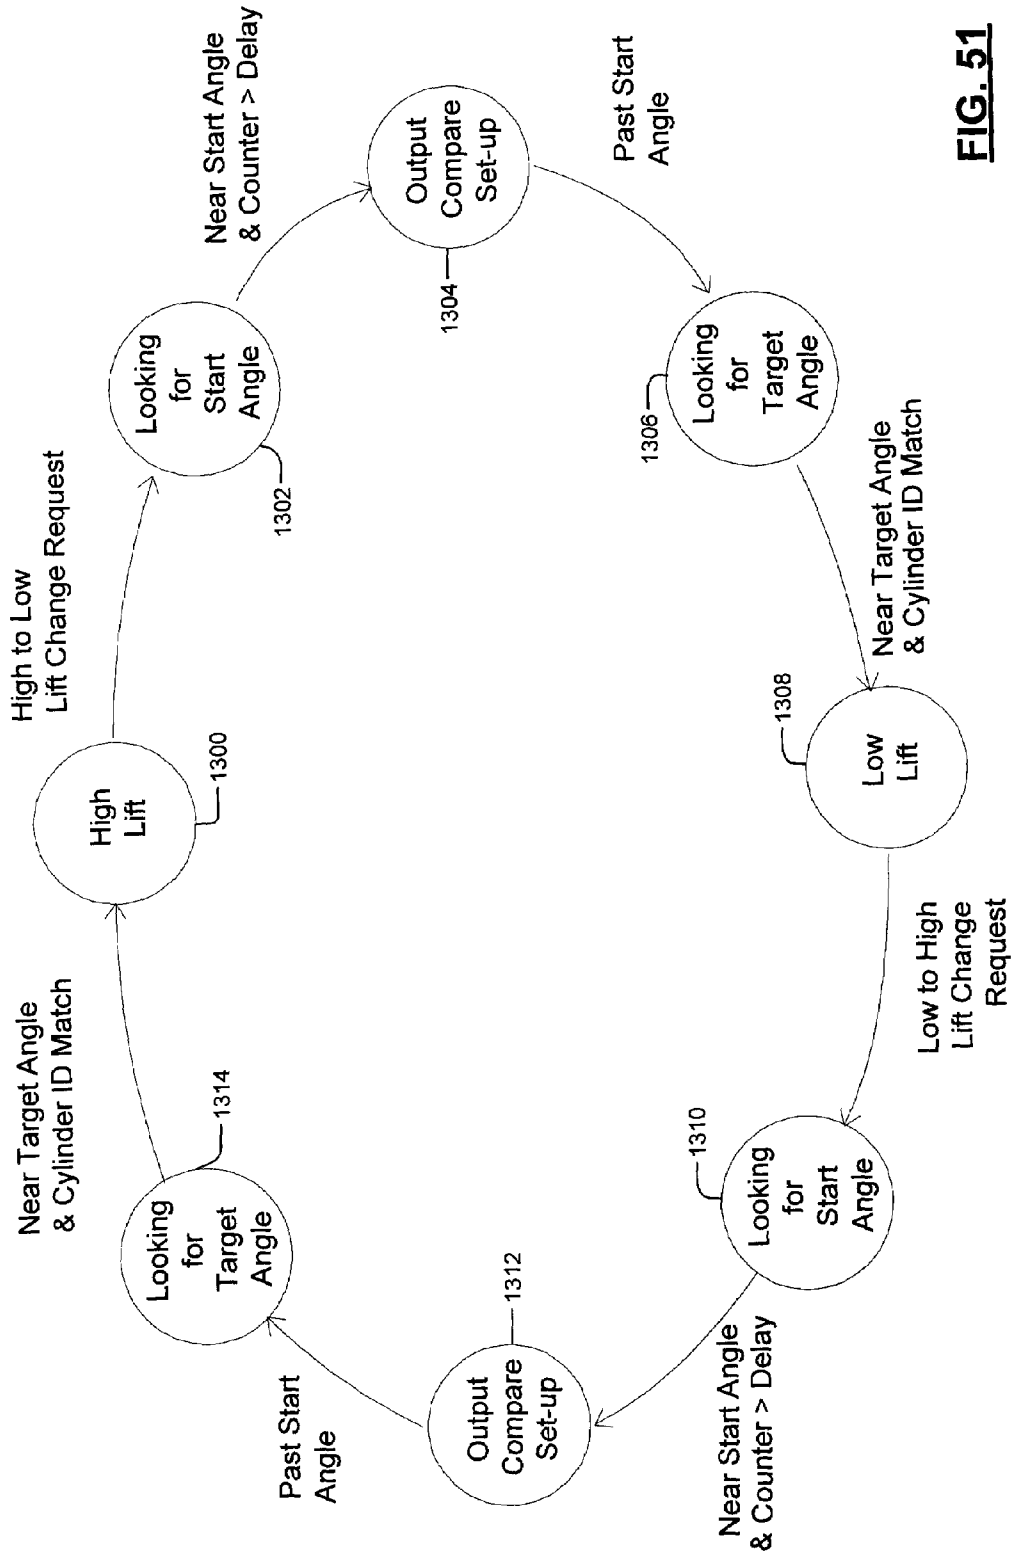 High
Lift
1300
High to Low
Lift Change Request
Looking
for
Start
Angle
1302
Near Start Angle
& Counter > Delay
Output
Compare
Set-up
1304
Past Start
Angle
Looking
for
Target
Angle
1306
Near Target Angle
& Cylinder ID Match
Low
Lift
1308
Low to High
Lift Change
Request
Looking
for
Start
Angle
1310
Near Start Angle
& Counter > Delay
Output
Compare
Set-up
1312
Past Start
Angle
Looking
for
Target
Angle
1314
Near Target Angle
& Cylinder ID Match
FIG. 51